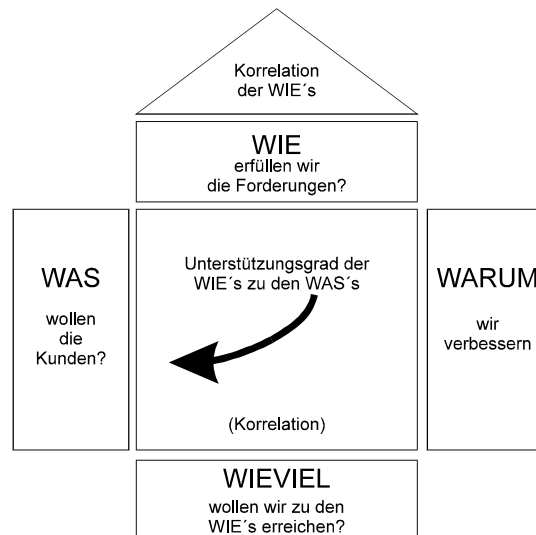 Korrelation
der WIE´s
WIE
erfüllen wir
die Forderungen?
WAS
wollen
die
Kunden?
Unterstützungsgrad der
WIE´s zu den WAS´s
(Korrelation)
WARUM
wir
verbessern
WIEVIEL
wollen wir zu den
WIE´s erreichen?